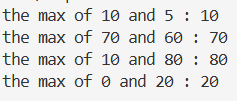 the max of 10 and 5 : 10
the max of 70 and 60 : 70
the max of 10 and 80 : 80
the max of 0 and 20 : 20